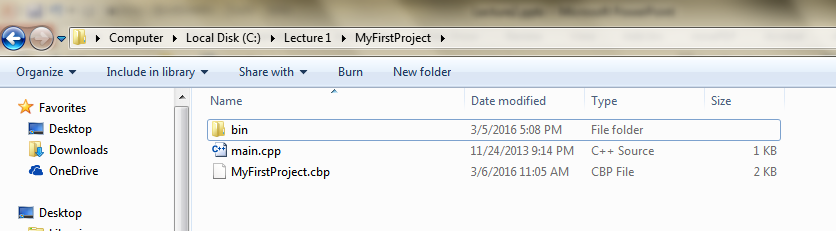 Computer Local Disk (C:) Lecture 1 MyFirstProject
Organize Include in library Share with Burn New folder
Name Date modified Type Size
Favorites
Desktop
Downloads
OneDrive
Desktop
bin 3/5/2016 5:08 PM File folder
main.cpp 11/24/2013 9:14 PM C++ Source 1 KB
MyFirstProject.cbp 3/6/2016 11:05 AM CBP File 2 KB